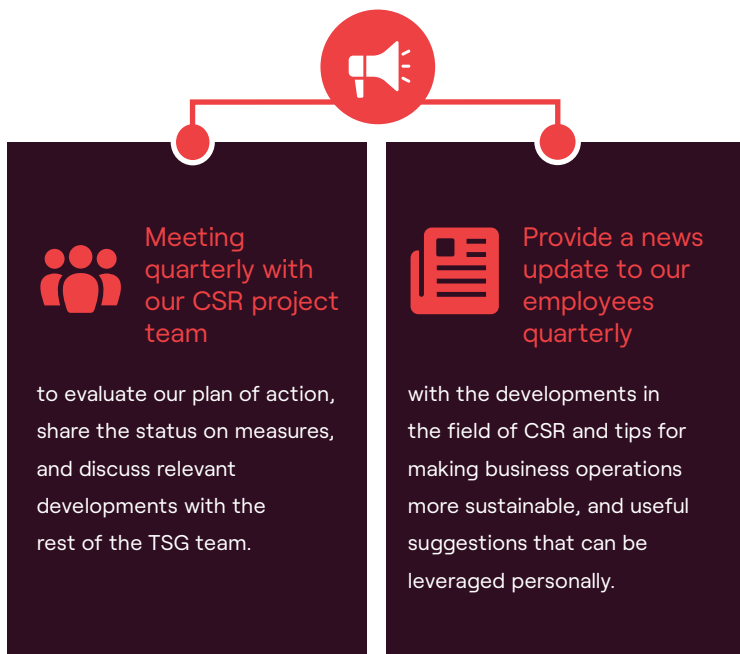 Meeting
quarterly with
our CSR project
team
to evaluate our plan of action,
share the status on measures,
and discuss relevant
developments with the
rest of the TSG team.
Provide a news
update to our
employees
quarterly
with the developments in
the field of CSR and tips for
making business operations
more sustainable, and useful
suggestions that can be
leveraged personally.